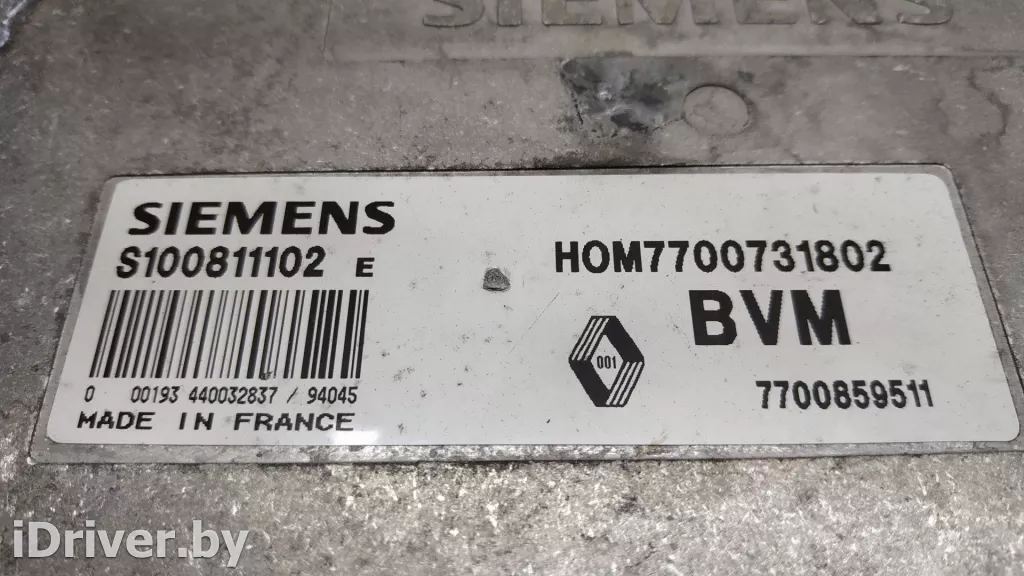 SIEMENS
SIEMENS
S100811102 E
HOM7700731802
BVM
001
0 00193 440032837 / 94045
7700859511
MADE IN FRANCE
iDriver.by